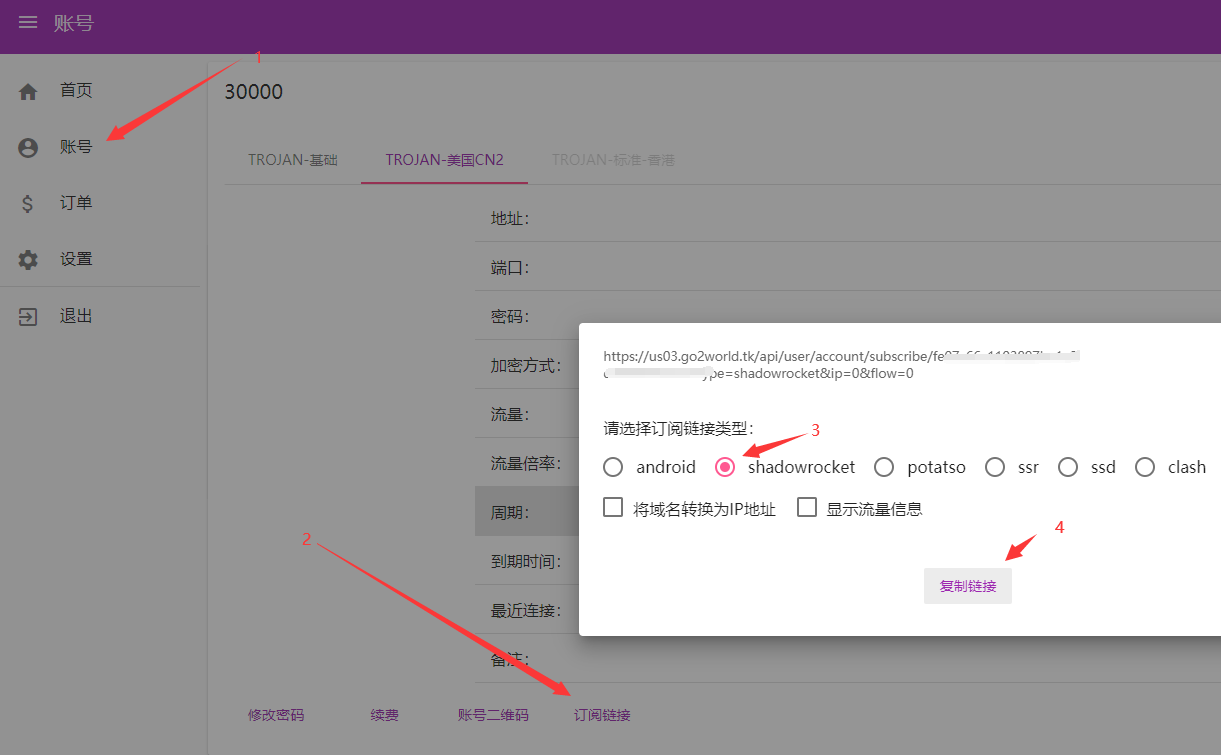 账号
1
首页
账号
订单
设置
退出
30000
TROJAN-基础 TROJAN-美国CN2 TROJAN-标准-香港
地址：
端口：
密码：
加密方式：
流量：
流量倍率：
周期：
到期时间：
最近连接：
备注：
https://us03.go2world.tk/api/user/account/subscribe/
=shadowrocket&ip=0&flow=0
请选择订阅链接类型：
3
android shadowrocket potatso ssr ssd clash
将域名转换为IP地址 显示流量信息
4
复制链接
2
修改密码 续费 账号二维码 订阅链接